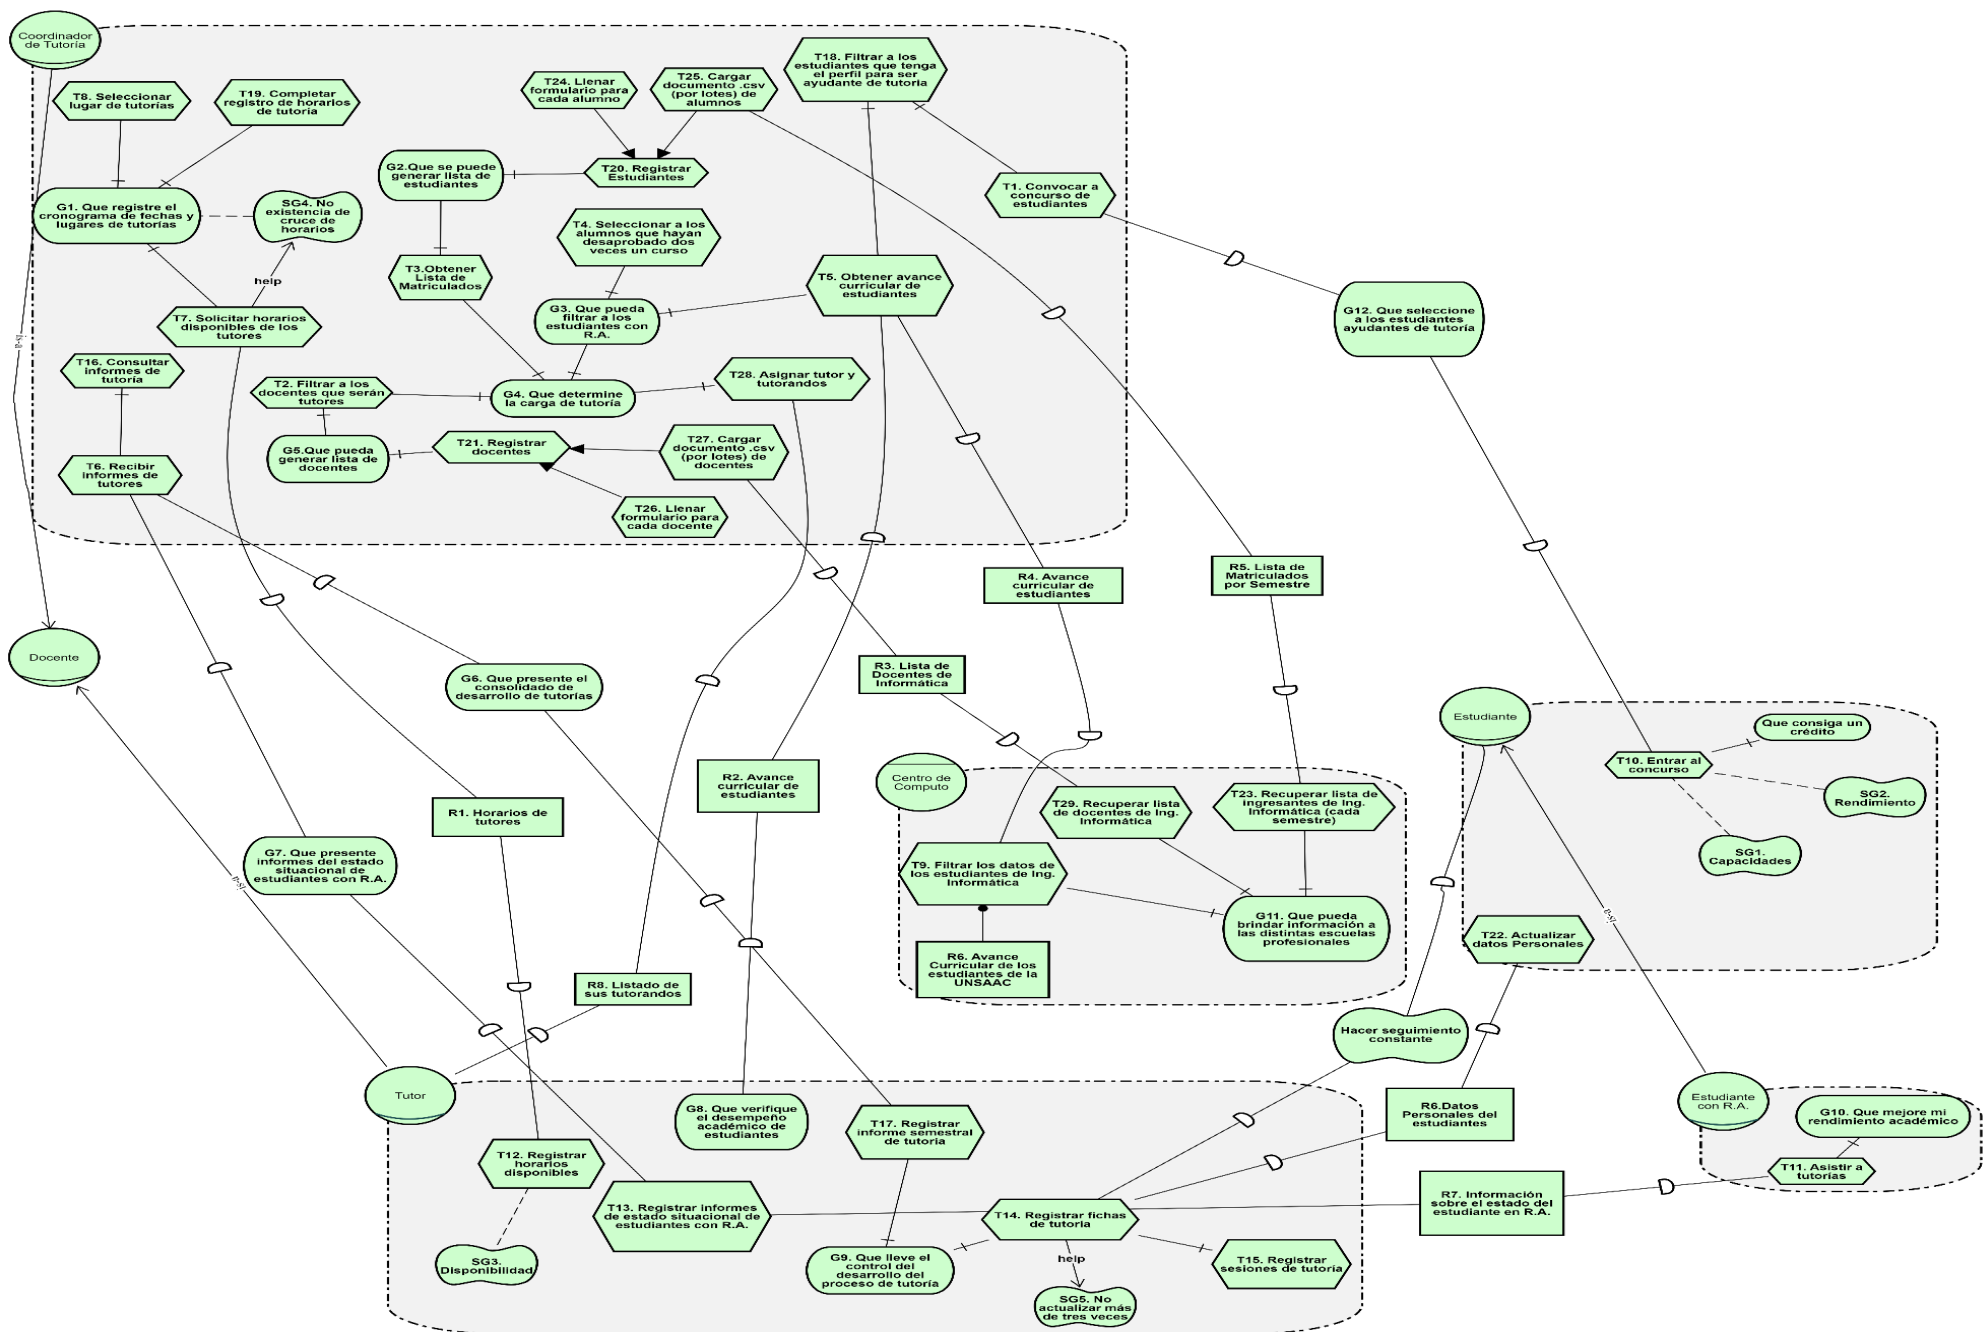 Coordinador
de Tutoría
T8. Seleccionar
lugar de tutorías
T19. Completar
registro de horarios
de tutoria
T24. Llenar
formulario para
cada alumno
T25. Cargar
documento .csv
(por lotes) de
alumnos
T18. Filtrar a los
estudiantes que tenga
el perfil para ser
ayudante de tutoria
G2.Que se puede
generar lista de
estudiantes
T20. Registrar
Estudiantes
T1. Convocar a
concurso de
estudiantes
G1. Que registre el
cronograma de fechas y
lugares de tutorías
SG4. No
existencia de
cruce de
horarios
T4. Seleccionar a los
alumnos que hayan
desaprobado dos
veces un curso
T3.Obtener
Lista de
Matriculados
help
T5. Obtener avance
curricular de
estudiantes
G3. Que pueda
filtrar a los
estudiantes con
R.A.
G12. Que seleccione
a los estudiantes
ayudantes de tutoría
T7. Solicitar horarios
disponibles de los
tutores
is-a
T16. Consultar
informes de
tutoría
T2. Filtrar a los
docentes que serán
tutores
G4. Que determine
la carga de tutoría
T28. Asignar tutor y
tutorandos
G5.Que pueda
generar lista de
docentes
T21. Registrar
docentes
T27. Cargar
documento .csv
(por lotes) de
docentes
T6. Recibir
informes de
tutores
T26. Llenar
formulario para
cada docente
R4. Avance
curricular de
estudiantes
R5. Lista de
Matriculados
por Semestre
Docente
G6. Que presente el
consolidado de
desarrollo de tutorías
R3. Lista de
Docentes de
Informática
Estudiante
Que consiga un
crédito
T10. Entrar al
concurso
SG2.
Rendimiento
SG1.
Capacidades
R2. Avance
curricular de
estudiantes
Centro de
Computo
T29. Recuperar lista
de docentes de Ing.
Informática
T23. Recuperar lista de
ingresantes de Ing.
Informática (cada
semestre)
R1. Horarios de
tutores
G7. Que presente
informes del estado
situacional de
estudiantes con R.A.
is-a
T9. Filtrar los datos de
los estudiantes de Ing.
Informática
G11. Que pueda
brindar información a
las distintas escuelas
profesionales
is-a
T22. Actualizar
datos Personales
R6. Avance
Curricular de los
estudiantes de la
UNSAAC
R8. Listado de
sus tutorandos
Hacer seguimiento
constante
Tutor
G8. Que verifique
el desempeño
académico de
estudiantes
T17. Registrar
informe semestral
de tutoria
R6.Datos
Personales del
estudiantes
Estudiante
con R.A.
G10. Que mejore mi
rendimiento académico
T11. Asistir a
tutorías
T12. Registrar
horarios
disponibles
T13. Registrar informes
de estado situacional de
estudiantes con R.A.
T14. Registrar fichas
de tutoria
R7. Información
sobre el estado del
estudiante en R.A.
SG3.
Disponibilidad
G9. Que lleve el
control del
desarrollo del
proceso de tutoría
help
T15. Registrar
sesiones de tutoría
SG5. No
actualizar más
de tres veces